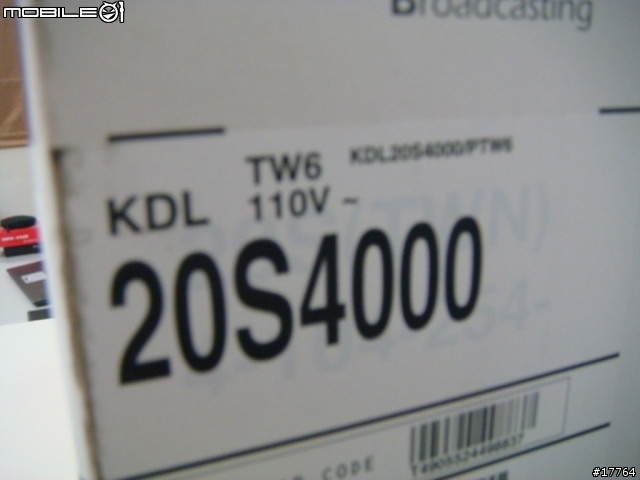 MOBILE01
Broadcasting
TW6 KDL20S4000/PTW6
KDL 110V ~
20S4000
CODE
#17764